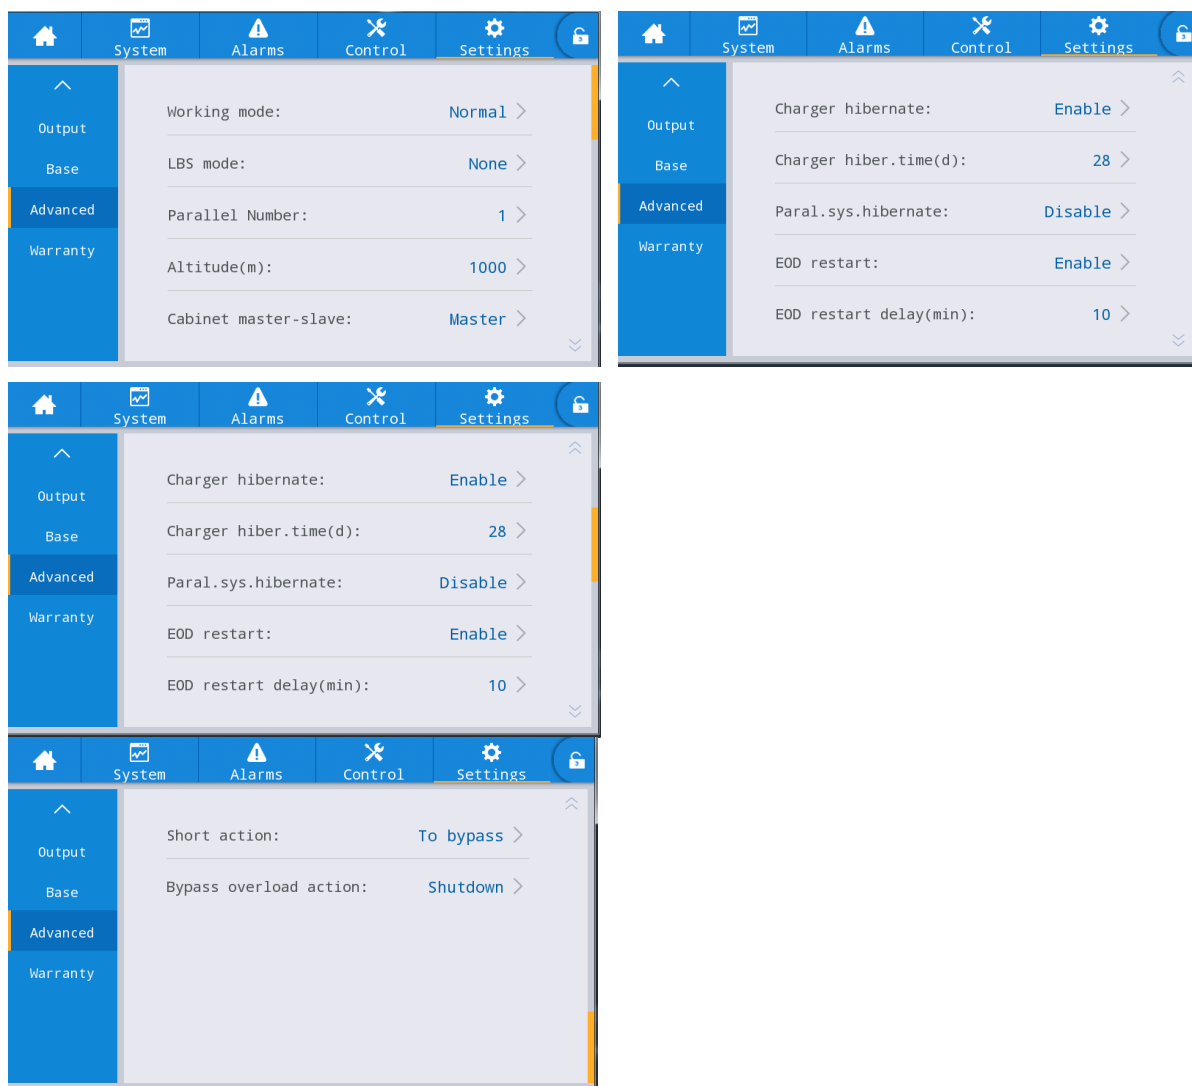 System Alarms Control Settings 3
Output
Base
Advanced
Warranty
Working mode: Normal
LBS mode: None
Parallel Number: 1
Altitude(m): 1000
Cabinet master-slave: Master
System Alarms Control Settings 3
Output
Base
Advanced
Warranty
Charger hibernate: Enable
Charger hiber.time(d): 28
Paral.sys.hibernate: Disable
EOD restart: Enable
EOD restart delay(min): 10
System Alarms Control Settings 3
Output
Base
Advanced
Warranty
Charger hibernate: Enable
Charger hiber.time(d): 28
Paral.sys.hibernate: Disable
EOD restart: Enable
EOD restart delay(min): 10
System Alarms Control Settings 3
Output
Base
Advanced
Warranty
Short action: To bypass
Bypass overload action: Shutdown